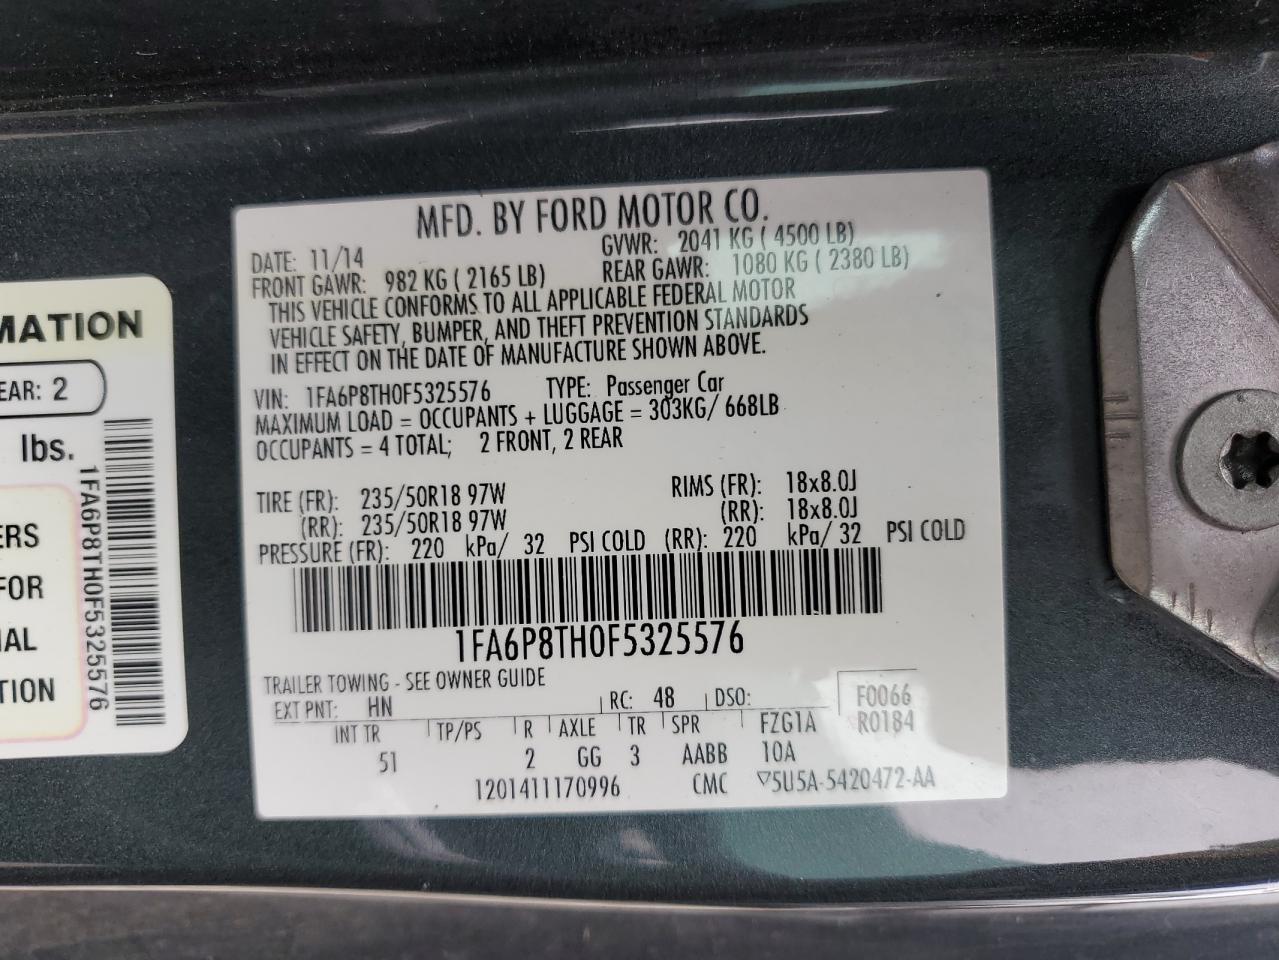 MFD. BY FORD MOTOR CO.
DATE: 11/14 GVWR: 2041 KG ( 4500 LB)
FRONT GAWR: 982 KG ( 2165 LB) REAR GAWR: 1080 KG ( 2380 LB)
THIS VEHICLE CONFORMS TO ALL APPLICABLE FEDERAL MOTOR
VEHICLE SAFETY, BUMPER, AND THEFT PREVENTION STANDARDS
IN EFFECT ON THE DATE OF MANUFACTURE SHOWN ABOVE.
VIN: 1FA6P8TH0F5325576 TYPE: Passenger Car
MAXIMUM LOAD = OCCUPANTS + LUGGAGE = 303KG/ 668LB
OCCUPANTS = 4 TOTAL; 2 FRONT, 2 REAR
TIRE (FR): 235/50R18 97W RIMS (FR): 18x8.0J
(RR): 235/50R18 97W (RR): 18x8.0J
PRESSURE (FR): 220 kPa/ 32 PSI COLD (RR): 220 kPa/ 32 PSI COLD
1FA6P8TH0F5325576
TRAILER TOWING - SEE OWNER GUIDE
EXT PNT: HN RC: 48 DSO: F0066
INT TR TP/PS R AXLE TR SPR FZG1A R0184
51 2 GG 3 AABB 10A
1201411170996 CMC ▽5U5A-5420472-AA
MATION
EAR: 2
lbs.
ERS
FOR
IAL
TION
1FA6P8TH0F5325576